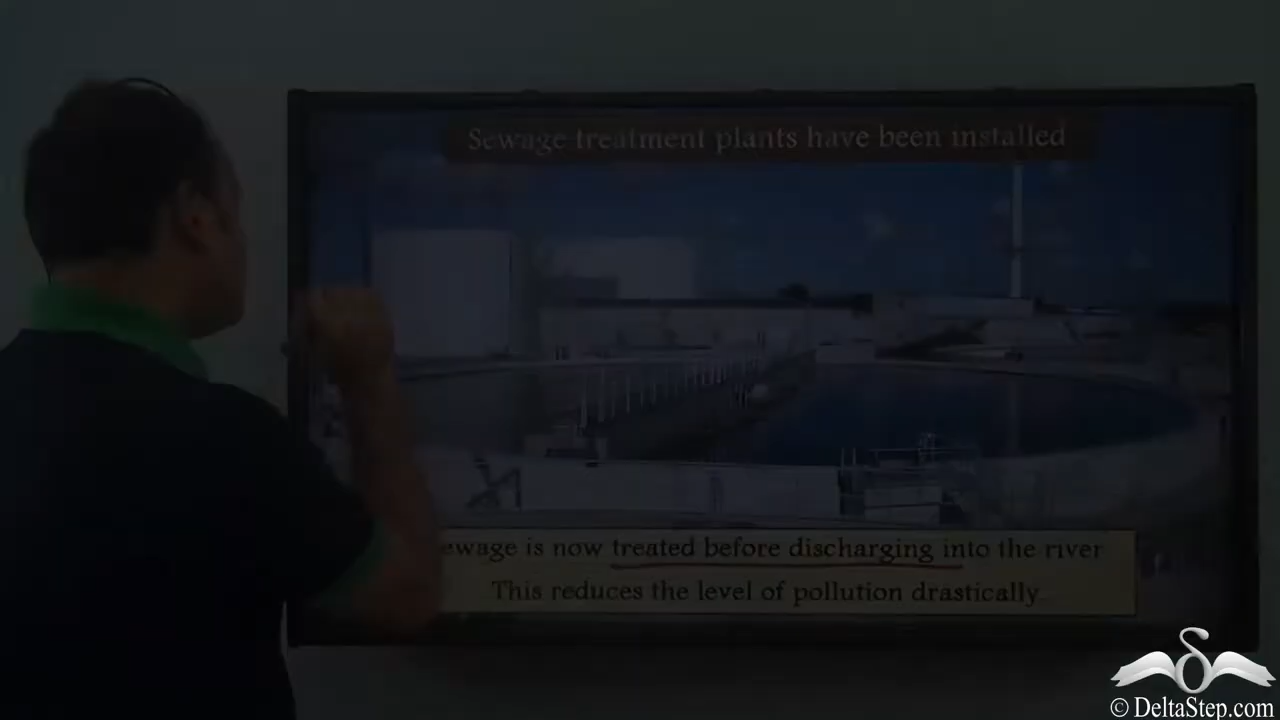 Sewage treatment plants have been installed
ewage is now treated before discharging into the river
This reduces the level of pollution drastically
© DeltaStep.com